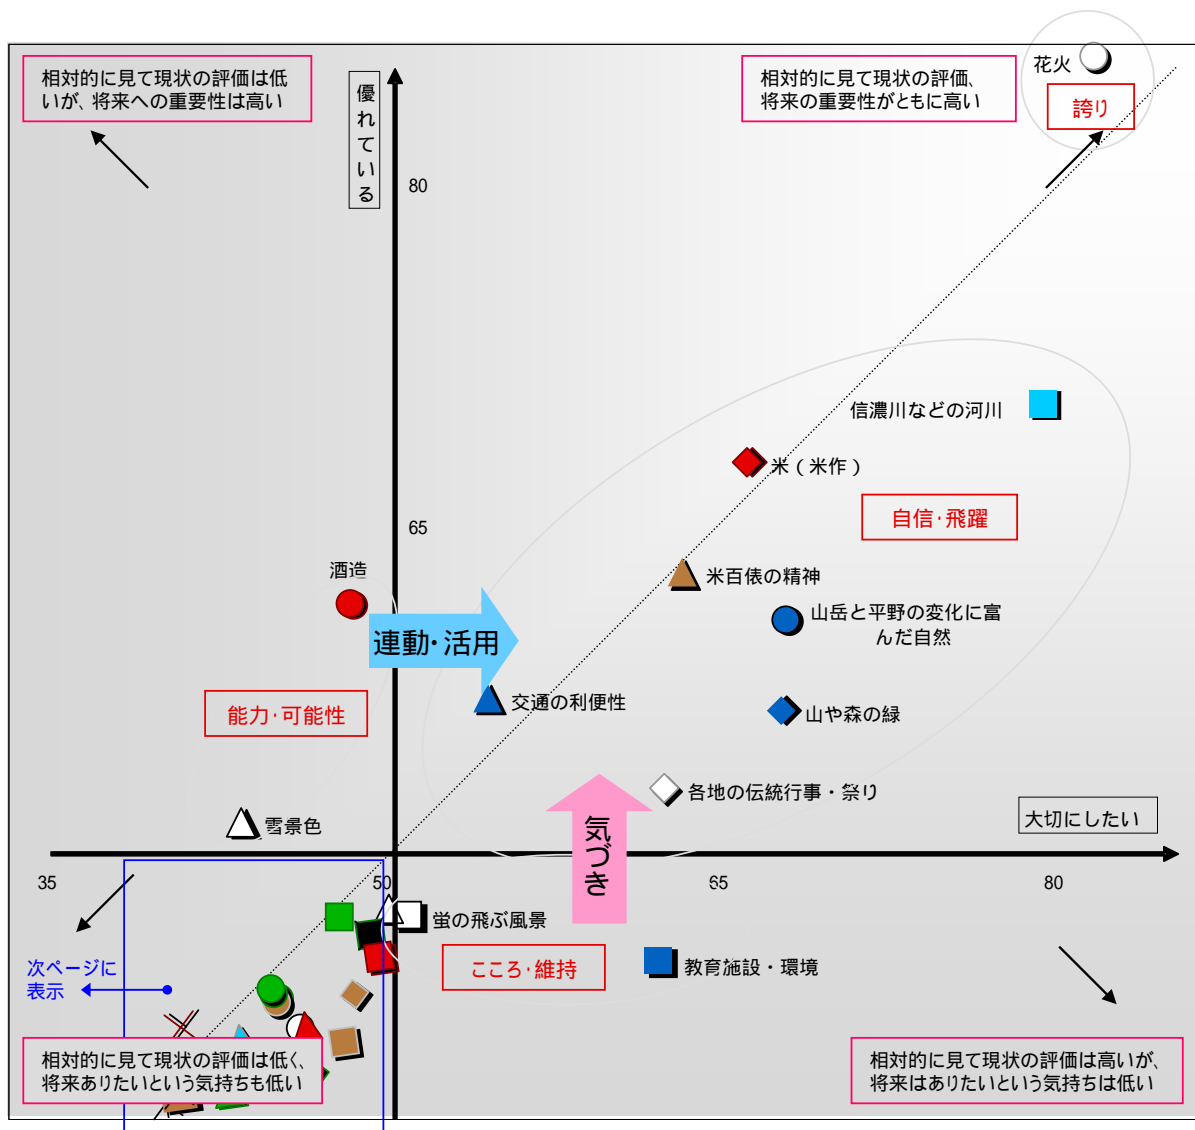 相対的に見て現状の評価は低
いが、将来への重要性は高い
優れている
相対的に見て現状の評価、
将来の重要性がともに高い
花火
誇り
80
信濃川などの河川
米（米作）
自信・飛躍
65
酒造
米百俵の精神
山岳と平野の変化に富
んだ自然
連動・活用
交通の利便性
能力・可能性
山や森の緑
各地の伝統行事・祭り
大切にしたい
雪景色
気づき
35
50
65
80
蛍の飛ぶ風景
こころ・維持
教育施設・環境
次ページに
表示
相対的に見て現状の評価は低く、
将来ありたいという気持ちも低い
相対的に見て現状の評価は高いが、
将来はありたいという気持ちは低い